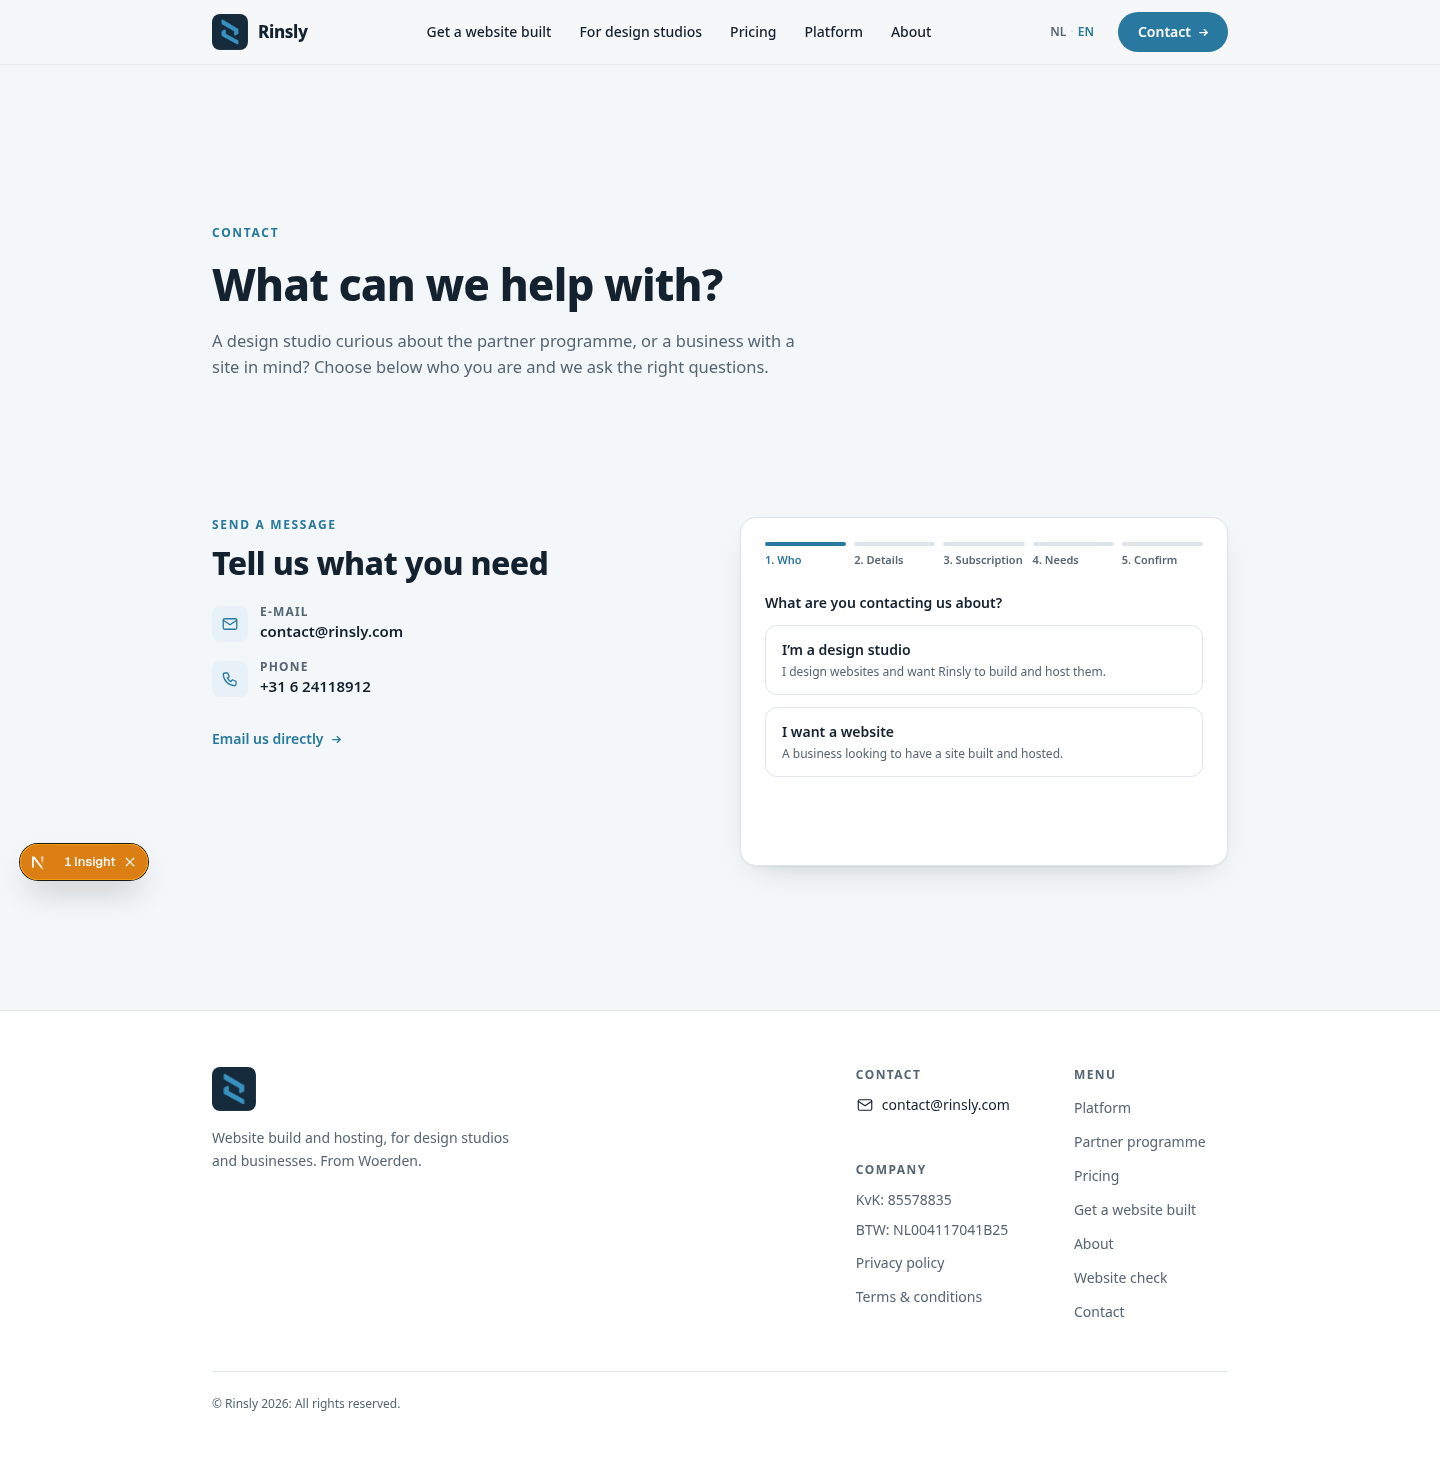 Rinsly
Get a website built
For design studios
Pricing
Platform
About
NL
EN
Contact →
CONTACT
What can we help with?
A design studio curious about the partner programme, or a business with a
site in mind? Choose below who you are and we ask the right questions.
SEND A MESSAGE
Tell us what you need
E-MAIL
contact@rinsly.com
PHONE
+31 6 24118912
Email us directly →
1. Who
2. Details
3. Subscription
4. Needs
5. Confirm
What are you contacting us about?
I’m a design studio
I design websites and want Rinsly to build and host them.
I want a website
A business looking to have a site built and hosted.
N 1 Insight
Website build and hosting, for design studios
and businesses. From Woerden.
CONTACT
contact@rinsly.com
COMPANY
KvK: 85578835
BTW: NL004117041B25
Privacy policy
Terms & conditions
MENU
Platform
Partner programme
Pricing
Get a website built
About
Website check
Contact
© Rinsly 2026: All rights reserved.